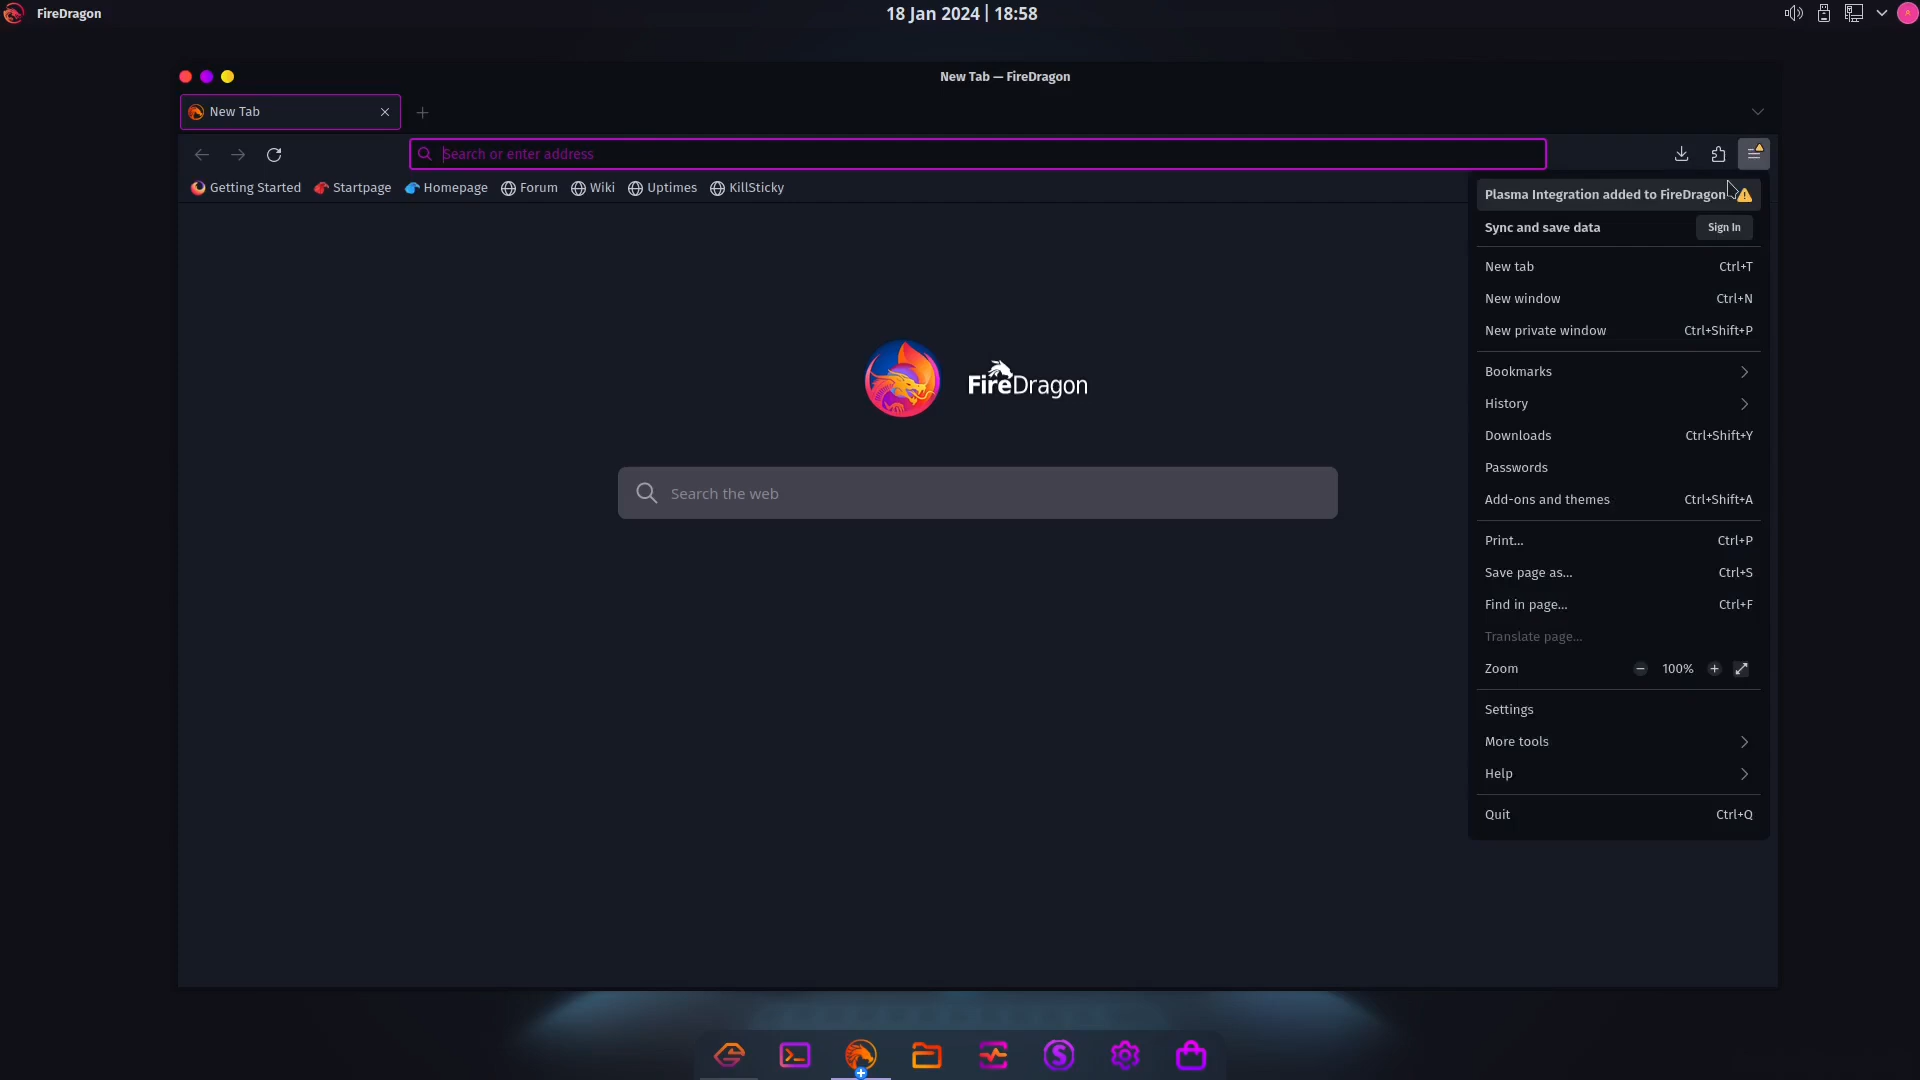 FireDragon
18 Jan 2024 | 18:58
New Tab — FireDragon
New Tab
Search or enter address
Getting Started Startpage Homepage Forum Wiki Uptimes KillSticky
FireDragon
Search the web
Plasma Integration added to FireDragon
Sync and save data Sign In
New tab Ctrl+T
New window Ctrl+N
New private window Ctrl+Shift+P
Bookmarks
History
Downloads Ctrl+Shift+Y
Passwords
Add-ons and themes Ctrl+Shift+A
Print... Ctrl+P
Save page as... Ctrl+S
Find in page... Ctrl+F
Translate page...
Zoom 100%
Settings
More tools
Help
Quit Ctrl+Q